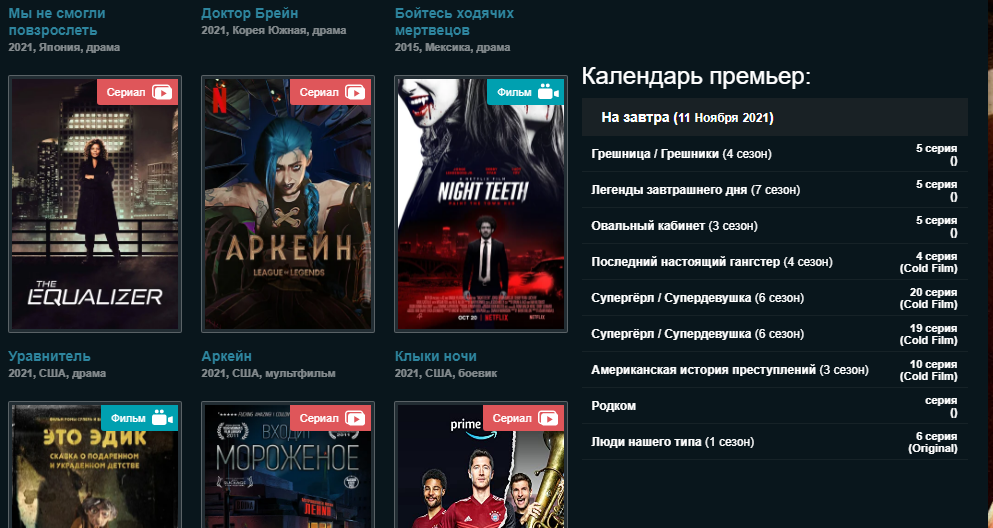 Мы не смогли
повзрослеть
2021, Япония, драма
Доктор Брейн
2021, Корея Южная, драма
Бойтесь ходячих
мертвецов
2015, Мексика, драма
Сериал
THE
EQUALIZER
Уравнитель
2021, США, драма
N
Сериал
АРКЕЙН
LEAGUE OF LEGENDS
Аркейн
2021, США, мультфильм
Фильм
A NETFLIX FILM
NIGHT TEETH
OCT 20 | NETFLIX
Клыки ночи
2021, США, боевик
Фильм
ЭТО ЭДИК
СКАЗКА О ПОДАРЕННОМ
И УКРАДЕННОМ ДЕТСТВЕ
Сериал
2011
2011
ВХОДИТ
МОРОЖЕНОЕ
Сериал
prime
Календарь премьер:
На завтра (11 Ноября 2021)
Грешница / Грешники (4 сезон)
5 серия
()
Легенды завтрашнего дня (7 сезон)
5 серия
()
Овальный кабинет (3 сезон)
5 серия
()
Последний настоящий гангстер (4 сезон)
4 серия
(Cold Film)
Супергёрл / Супердевушка (6 сезон)
20 серия
(Cold Film)
Супергёрл / Супердевушка (6 сезон)
19 серия
(Cold Film)
Американская история преступлений (3 сезон)
10 серия
(Cold Film)
Родком
серия
()
Люди нашего типа (1 сезон)
6 серия
(Original)